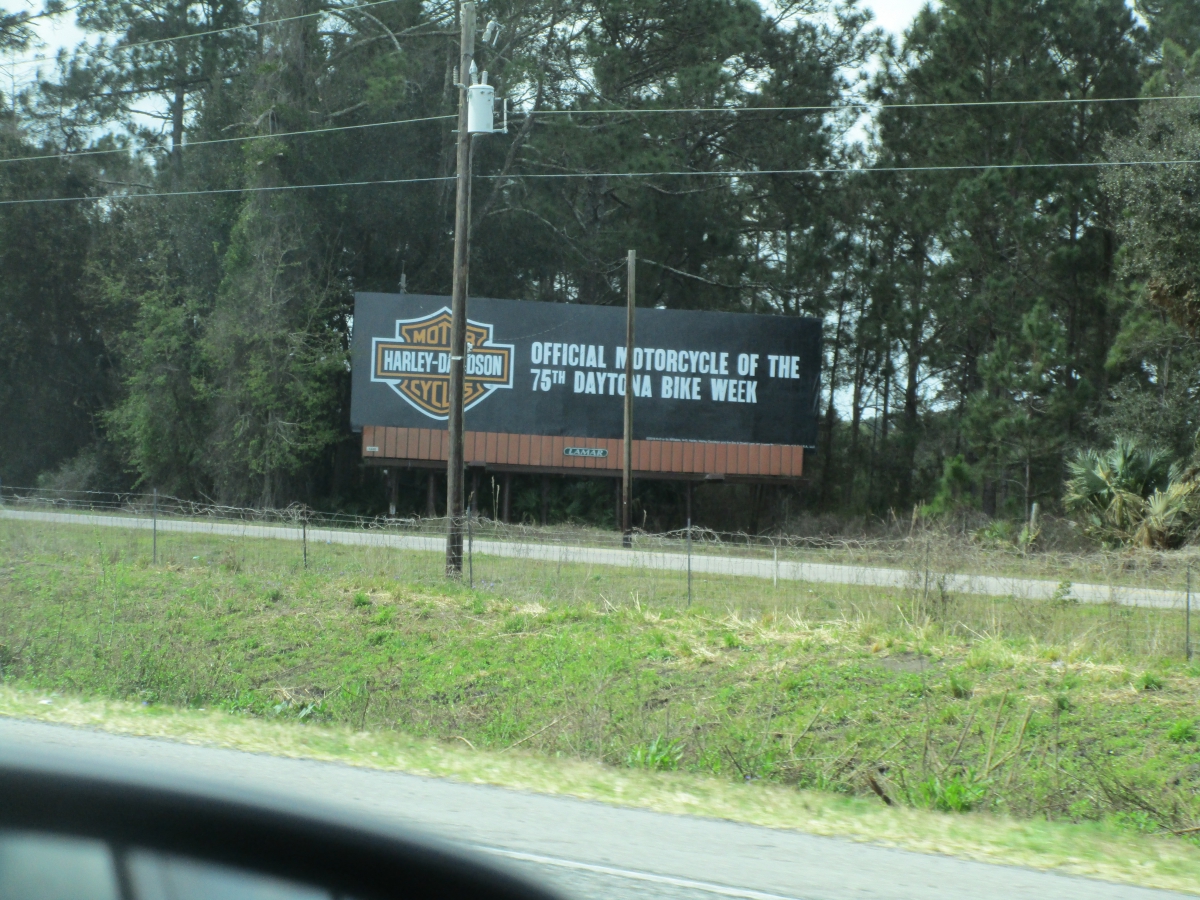 MOTOR
HARLEY-DAVIDSON
CYCLES
OFFICIAL MOTORCYCLE OF THE
75TH DAYTONA BIKE WEEK
LAMAR